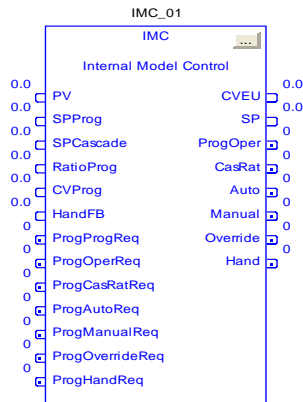 IMC_01
IMC
...
Internal Model Control
0.0 PV CVEU 0.0
0.0 SPProg SP 0.0
0.0 SPCascade ProgOper 0
0.0 RatioProg CasRat 0
0.0 CVProg Auto 0
0.0 HandFB Manual 0
0 ProgProgReq Override 0
0 ProgOperReq Hand 0
0 ProgCasRatReq
0 ProgAutoReq
0 ProgManualReq
0 ProgOverrideReq
0 ProgHandReq